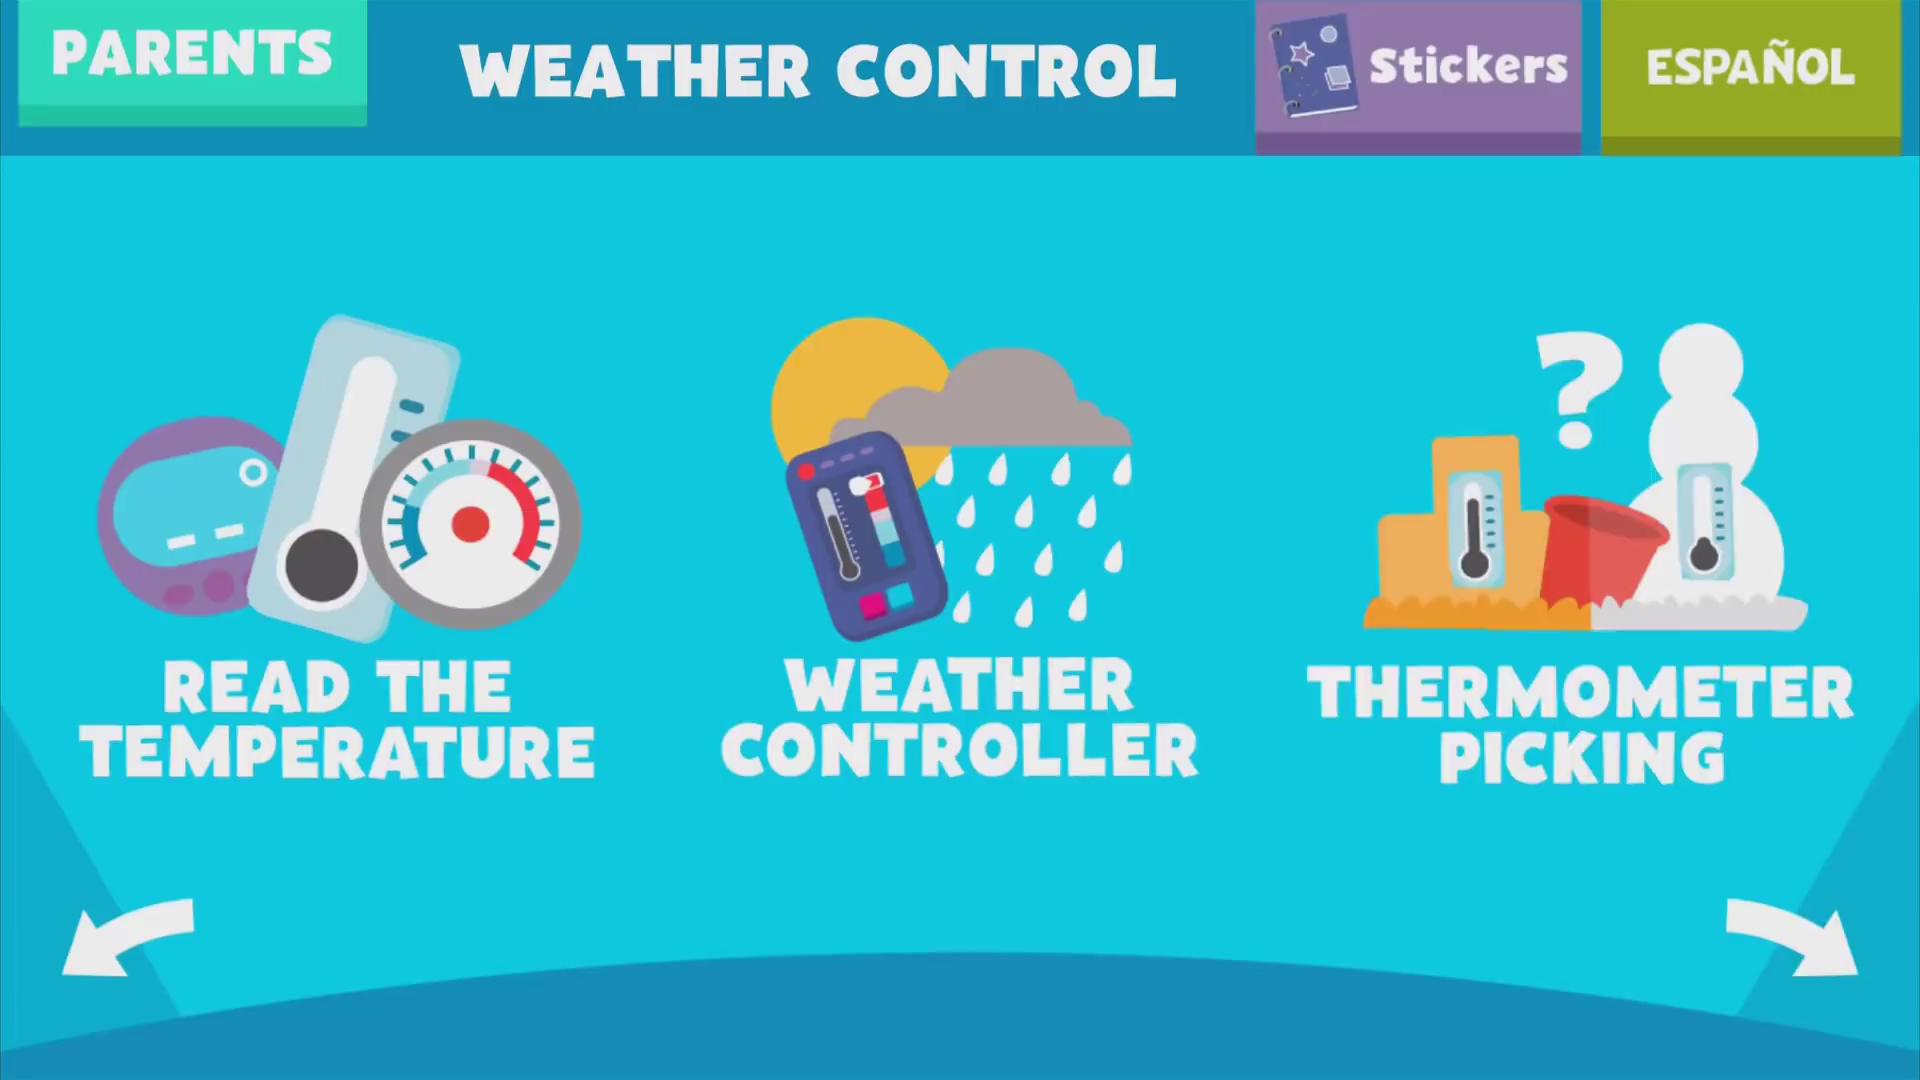 PARENTS
WEATHER CONTROL
Stickers
ESPAÑOL
READ THE
TEMPERATURE
WEATHER
CONTROLLER
?
THERMOMETER
PICKING